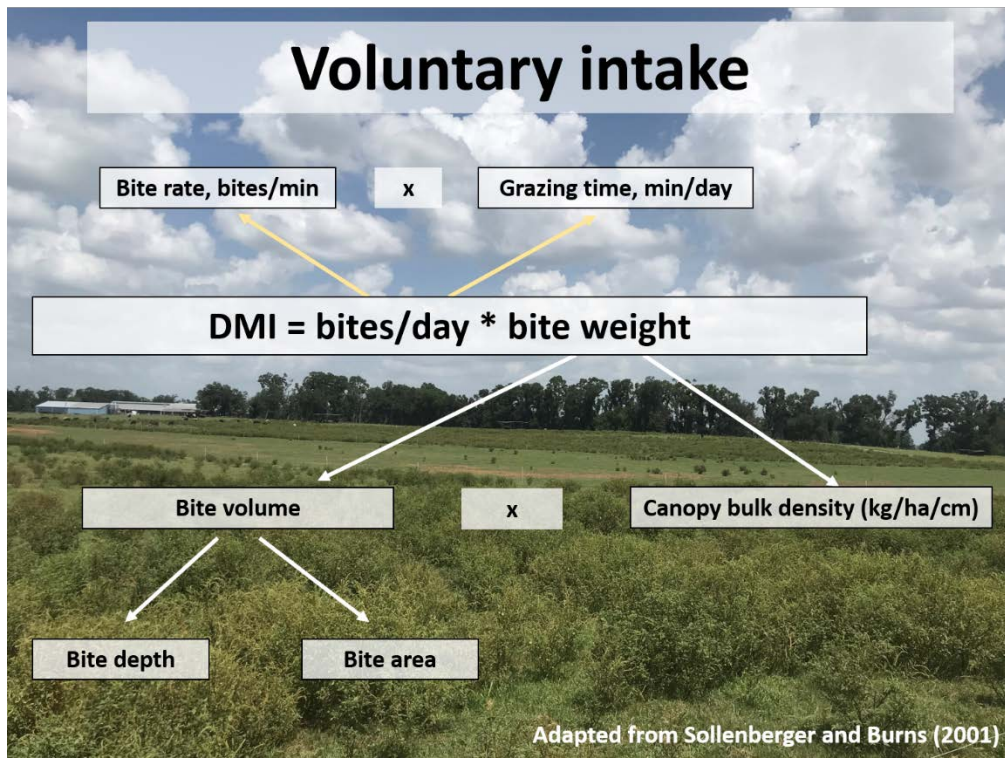 Voluntary intake
Bite rate, bites/min
x
Grazing time, min/day
DMI = bites/day * bite weight
Bite volume
x
Canopy bulk density (kg/ha/cm)
Bite depth
Bite area
Adapted from Sollenberger and Burns (2001)